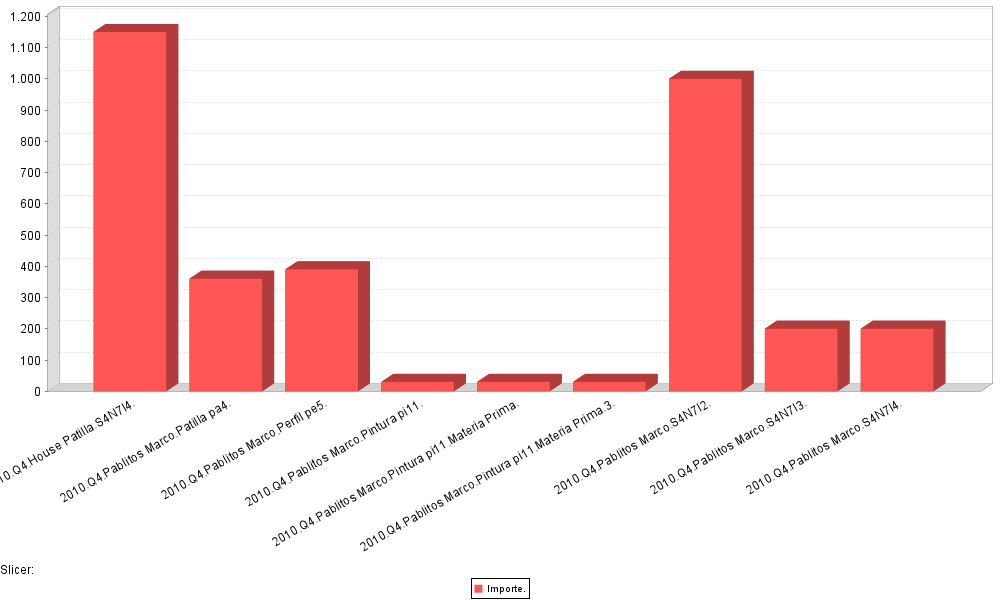 1.200
1.100
1.000
900
800
700
600
500
400
300
200
100
0
10.Q4.House Patilla.S4N7I4.
2010.Q4.Pablitos Marco.Patilla pa4.
2010.Q4.Pablitos Marco.Perfil pe5.
2010.Q4.Pablitos Marco.Pintura pi11.
2010.Q4.Pablitos Marco.Pintura pi11.Materia Prima.
2010.Q4.Pablitos Marco.Pintura pi11.Materia Prima.3.
2010.Q4.Pablitos Marco.S4N7I2.
2010.Q4.Pablitos Marco.S4N7I3.
2010.Q4.Pablitos Marco.S4N7I4.
Slicer:
Importe.